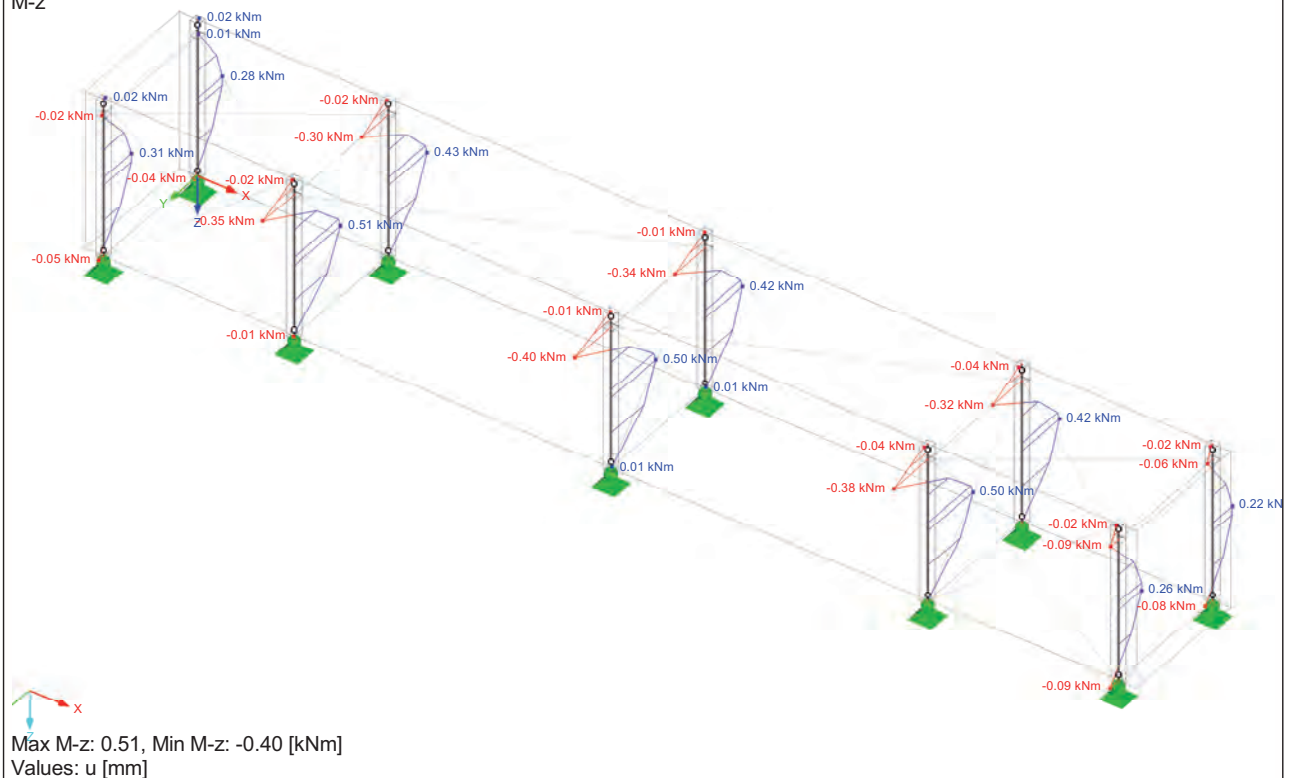 M-z
0.02 kNm
0.01 kNm
0.28 kNm
0.02 kNm
-0.02 kNm
-0.02 kNm
-0.30 kNm
0.43 kNm
0.31 kNm
-0.04 kNm
-0.02 kNm
X
Y
Z
0.35 kNm
0.51 kNm
-0.01 kNm
-0.05 kNm
-0.34 kNm
0.42 kNm
-0.01 kNm
-0.01 kNm
-0.40 kNm
0.50 kNm
-0.04 kNm
0.01 kNm
-0.32 kNm
0.42 kNm
-0.04 kNm
-0.02 kNm
-0.06 kNm
0.01 kNm
-0.38 kNm
0.50 kNm
0.22 kN
-0.02 kNm
-0.09 kNm
0.26 kNm
-0.08 kNm
-0.09 kNm
X
Z
Max M-z: 0.51, Min M-z: -0.40 [kNm]
Values: u [mm]